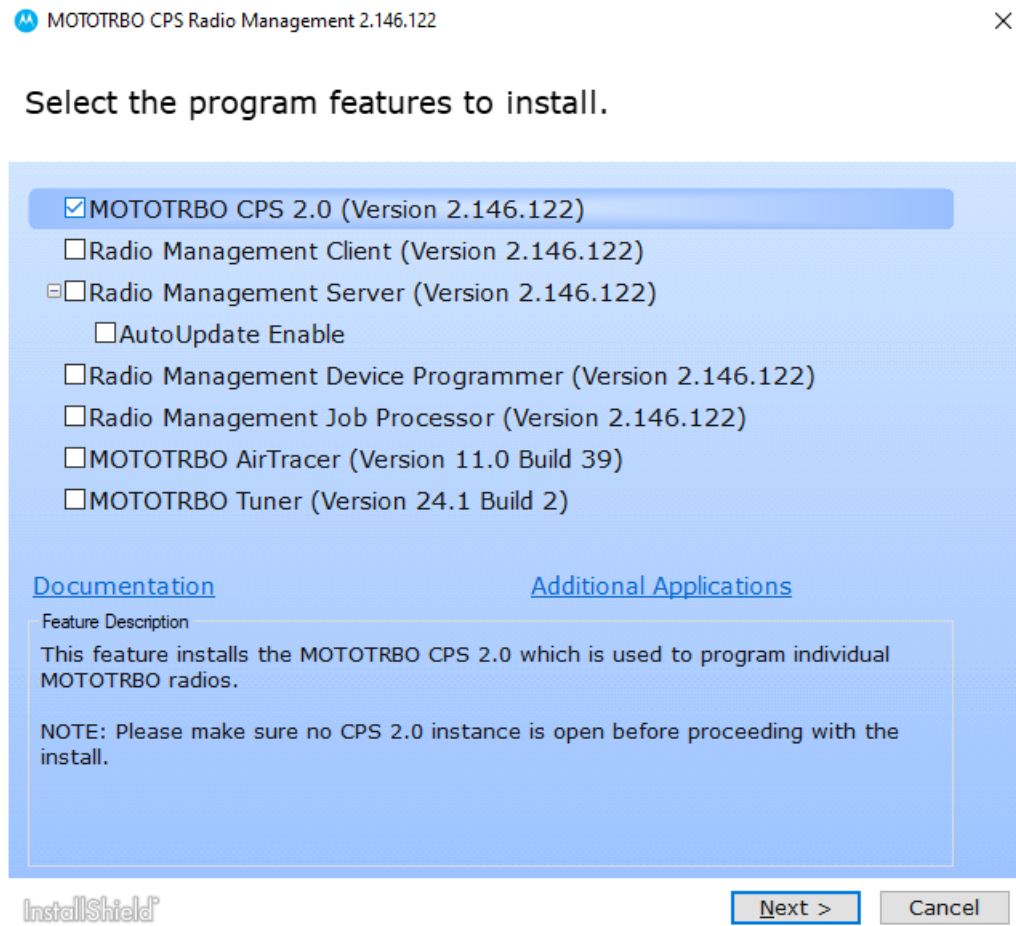 MOTOTRBO CPS Radio Management 2.146.122
Select the program features to install.
MOTOTRBO CPS 2.0 (Version 2.146.122)
Radio Management Client (Version 2.146.122)
Radio Management Server (Version 2.146.122)
AutoUpdate Enable
Radio Management Device Programmer (Version 2.146.122)
Radio Management Job Processor (Version 2.146.122)
MOTOTRBO AirTracer (Version 11.0 Build 39)
MOTOTRBO Tuner (Version 24.1 Build 2)
Documentation Additional Applications
Feature Description
This feature installs the MOTOTRBO CPS 2.0 which is used to program individual
MOTOTRBO radios.
NOTE: Please make sure no CPS 2.0 instance is open before proceeding with the
install.
InstallShield
Next > Cancel